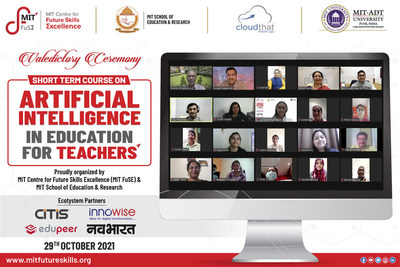 MIT
FuSE
MIT Centre for
Future Skills
Excellence
MIT SCHOOL OF
EDUCATION & RESEARCH
cloudthat
MIT-ADT
UNIVERSITY
PUNE, INDIA
Valedictory Ceremony
SHORT TERM COURSE ON
ARTIFICIAL
INTELLIGENCE
IN EDUCATION
FOR TEACHERS
Proudly organized by
MIT Centre for Future Skills Excellence (MIT FuSE) &
MIT School of Education & Research
Ecosystem Partners
CITIS
innowise
edupeer
नवभारत
29TH OCTOBER 2021
www.mitfutureskills.org